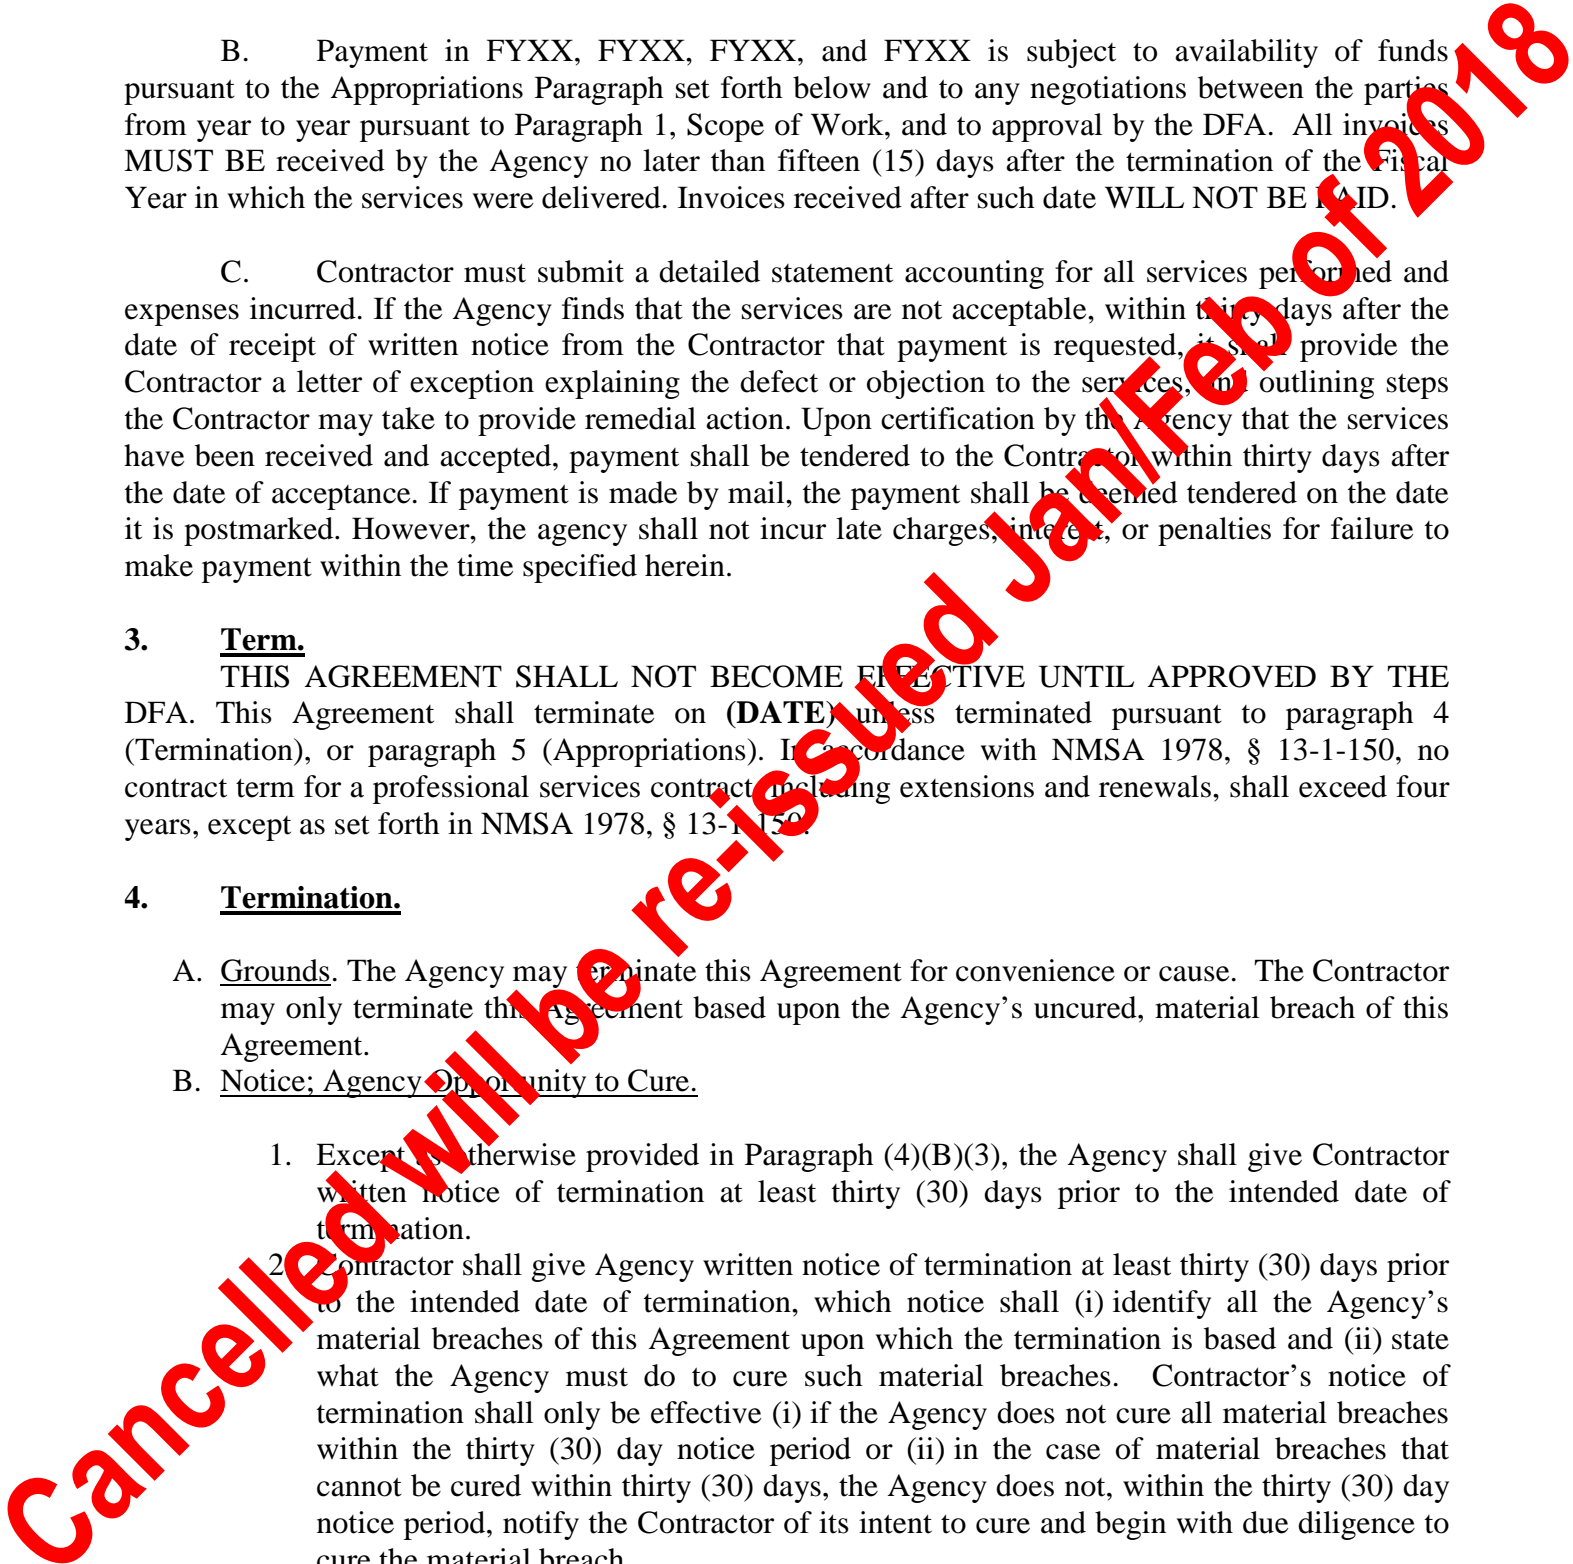 B. Payment in FYXX, FYXX, FYXX, and FYXX is subject to availability of funds
pursuant to the Appropriations Paragraph set forth below and to any negotiations between the parties
from year to year pursuant to Paragraph 1, Scope of Work, and to approval by the DFA. All invoices
MUST BE received by the Agency no later than fifteen (15) days after the termination of the Fiscal
Year in which the services were delivered. Invoices received after such date WILL NOT BE PAID.
C. Contractor must submit a detailed statement accounting for all services performed and
expenses incurred. If the Agency finds that the services are not acceptable, within thirty days after the
date of receipt of written notice from the Contractor that payment is requested, it shall provide the
Contractor a letter of exception explaining the defect or objection to the services, and outlining steps
the Contractor may take to provide remedial action. Upon certification by the Agency that the services
have been received and accepted, payment shall be tendered to the Contractor within thirty days after
the date of acceptance. If payment is made by mail, the payment shall be deemed tendered on the date
it is postmarked. However, the agency shall not incur late charges, interest, or penalties for failure to
make payment within the time specified herein.
3. Term.
THIS AGREEMENT SHALL NOT BECOME EFFECTIVE UNTIL APPROVED BY THE
DFA. This Agreement shall terminate on (DATE) unless terminated pursuant to paragraph 4
(Termination), or paragraph 5 (Appropriations). In accordance with NMSA 1978, § 13-1-150, no
contract term for a professional services contract, including extensions and renewals, shall exceed four
years, except as set forth in NMSA 1978, § 13-1-150.
4. Termination.
A. Grounds. The Agency may terminate this Agreement for convenience or cause. The Contractor
may only terminate this Agreement based upon the Agency’s uncured, material breach of this
Agreement.
B. Notice; Agency Opportunity to Cure.
1. Except as otherwise provided in Paragraph (4)(B)(3), the Agency shall give Contractor
written notice of termination at least thirty (30) days prior to the intended date of
termination.
2. Contractor shall give Agency written notice of termination at least thirty (30) days prior
to the intended date of termination, which notice shall (i) identify all the Agency’s
material breaches of this Agreement upon which the termination is based and (ii) state
what the Agency must do to cure such material breaches. Contractor’s notice of
termination shall only be effective (i) if the Agency does not cure all material breaches
within the thirty (30) day notice period or (ii) in the case of material breaches that
cannot be cured within thirty (30) days, the Agency does not, within the thirty (30) day
notice period, notify the Contractor of its intent to cure and begin with due diligence to
cure the material breach.
Cancelled will be re-issued Jan/Feb of 2018